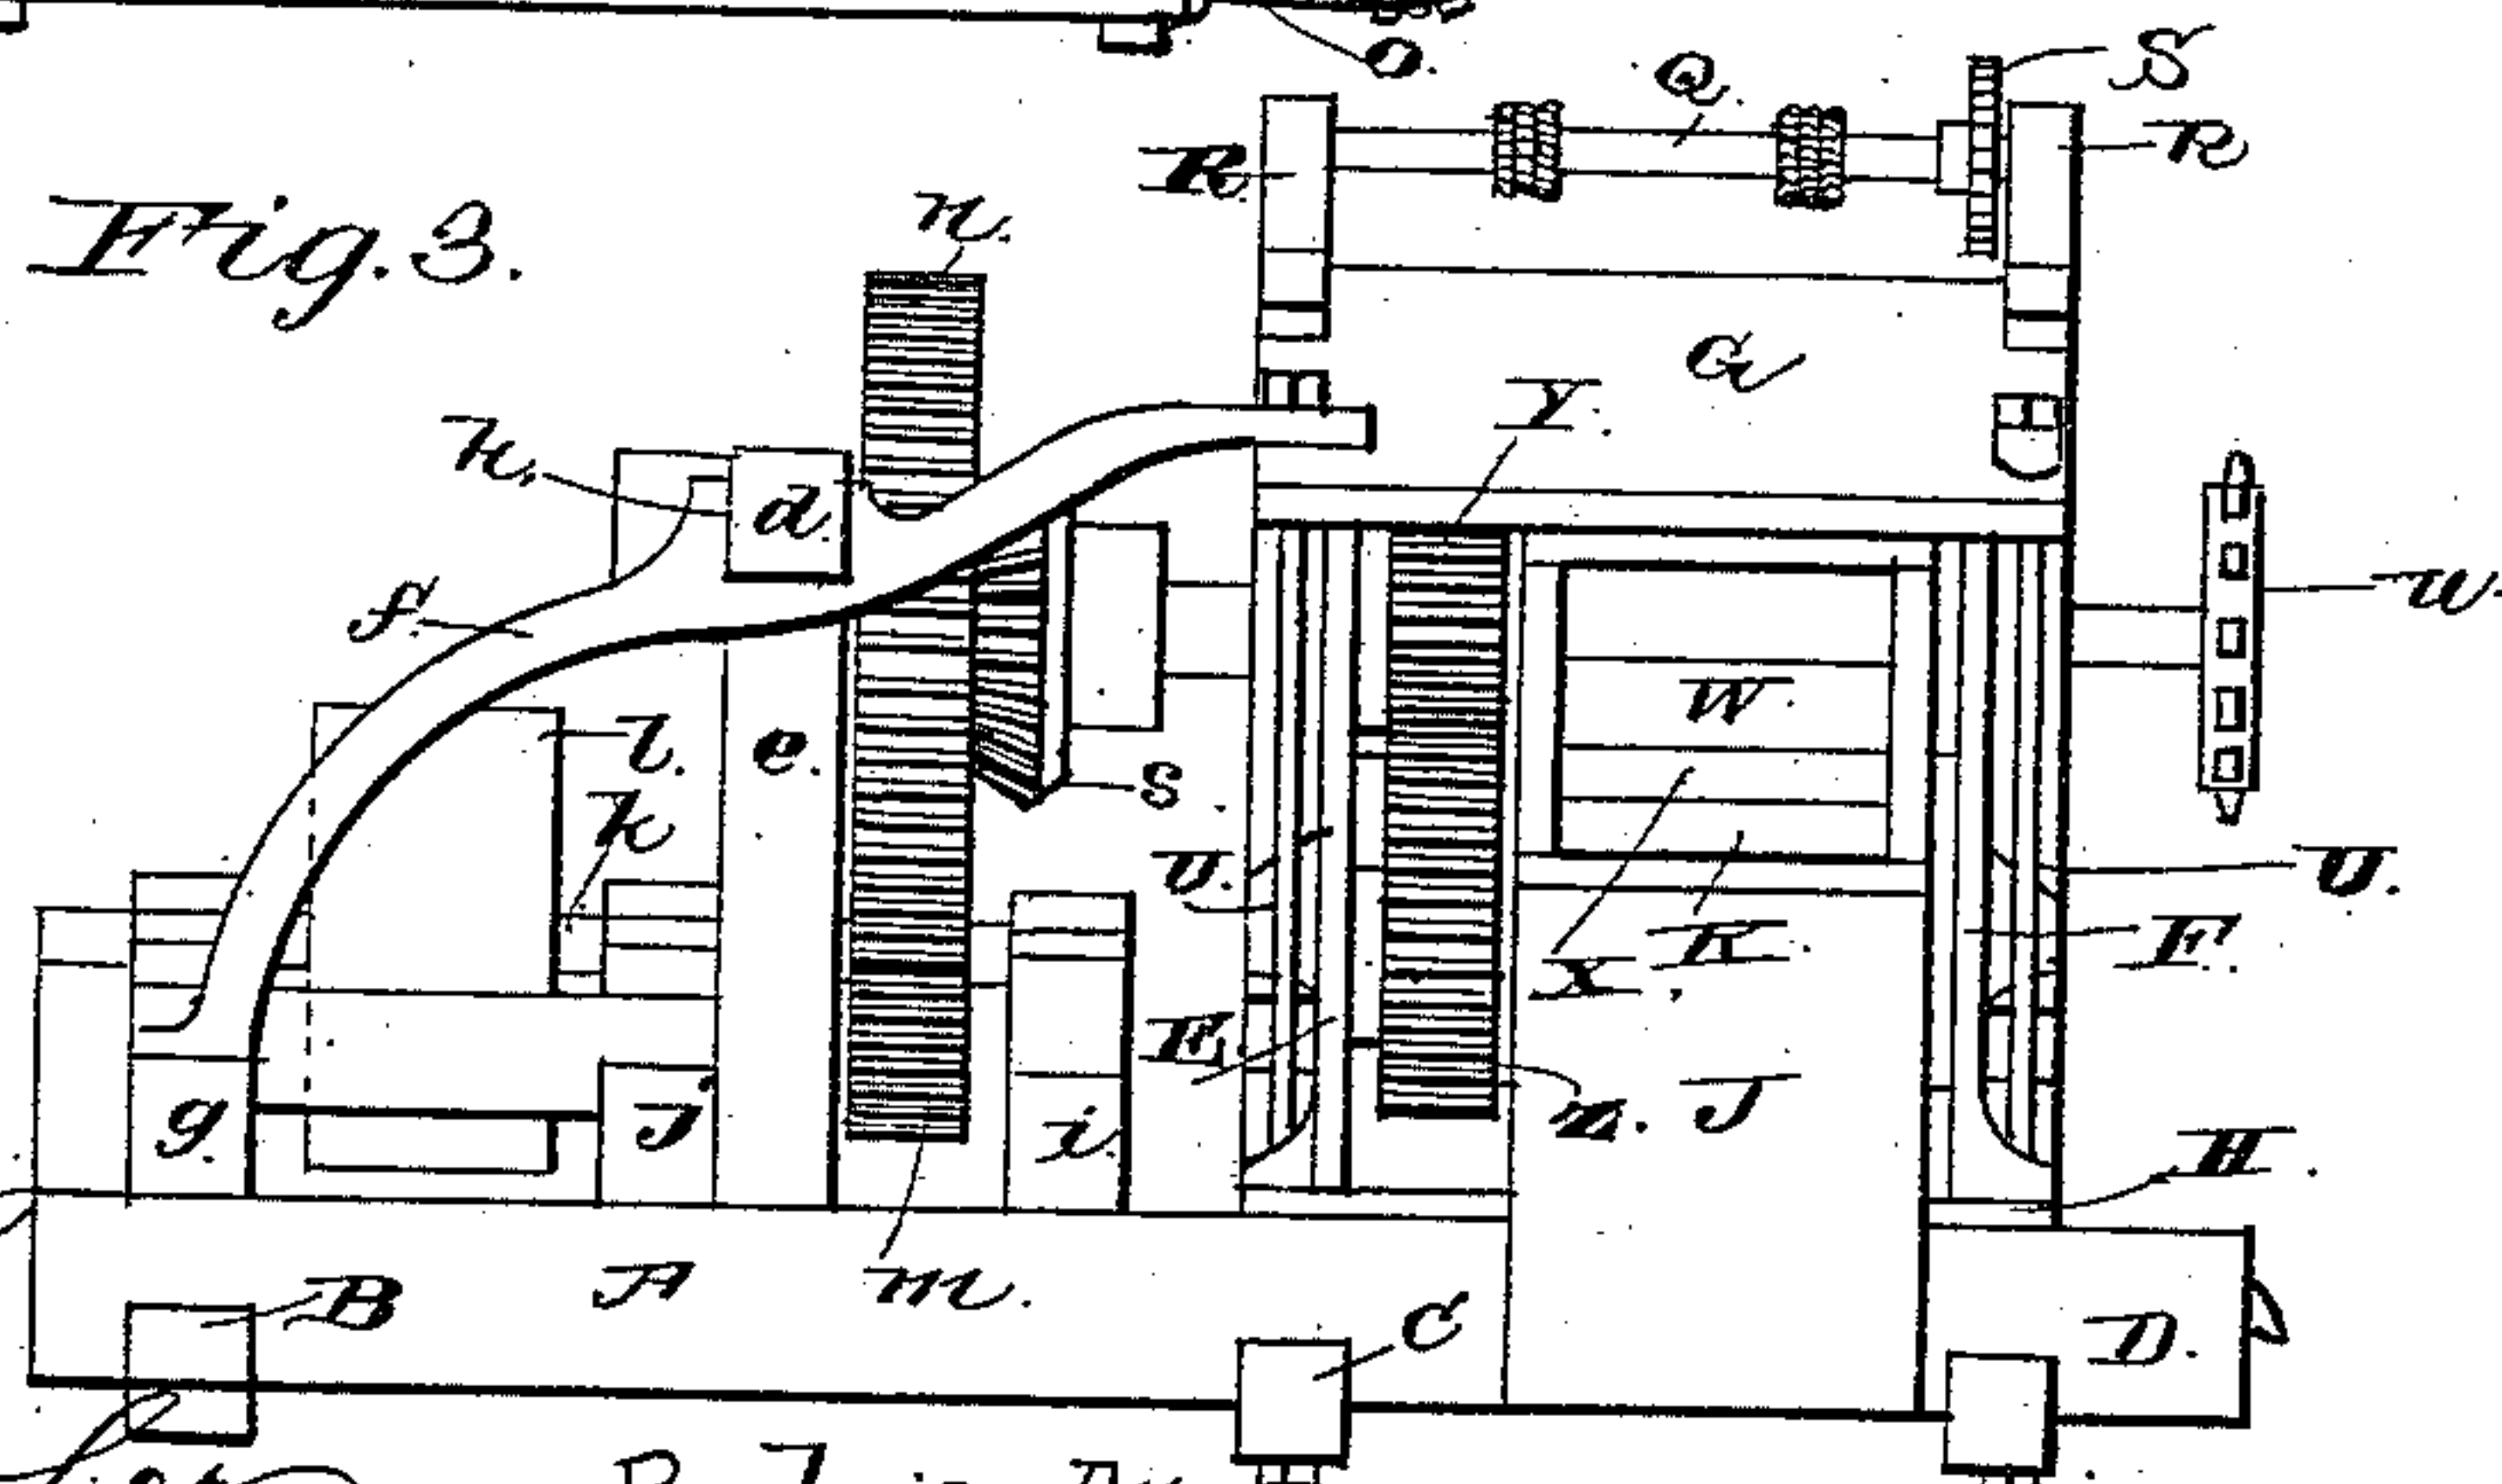 o.
Q.
S
R.
R
Fig. 3.
n.
a
Y.
h,
d.
f.
w.
W.
l.
e.
k
s
U.
U.
F.
K.
X,
E.
g.
J
i.
J
H.
A
m.
B
C
D.